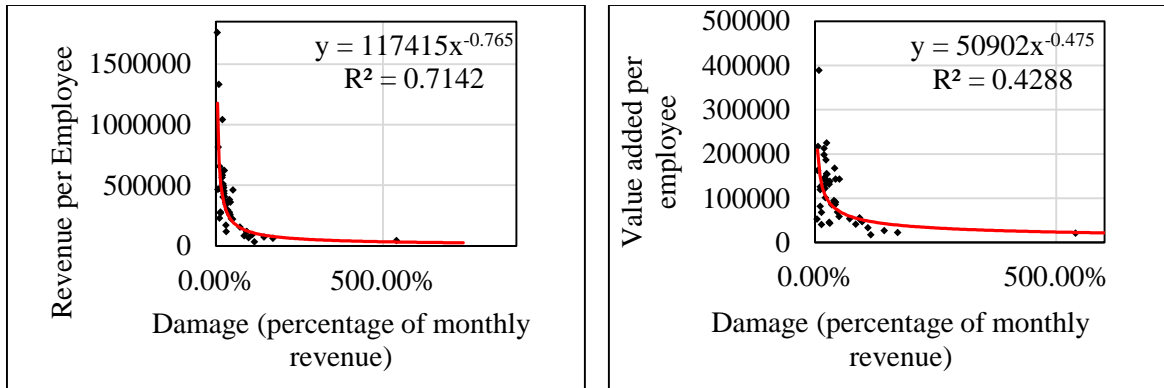 Revenue per Employee
1500000
1000000
500000
0
y = 117415x^-0.765
R² = 0.7142
0.00%
500.00%
Damage (percentage of monthly
revenue)
Value added per
employee
500000
400000
300000
200000
100000
0
y = 50902x^-0.475
R² = 0.4288
0.00%
500.00%
Damage (percentage of monthly
revenue)